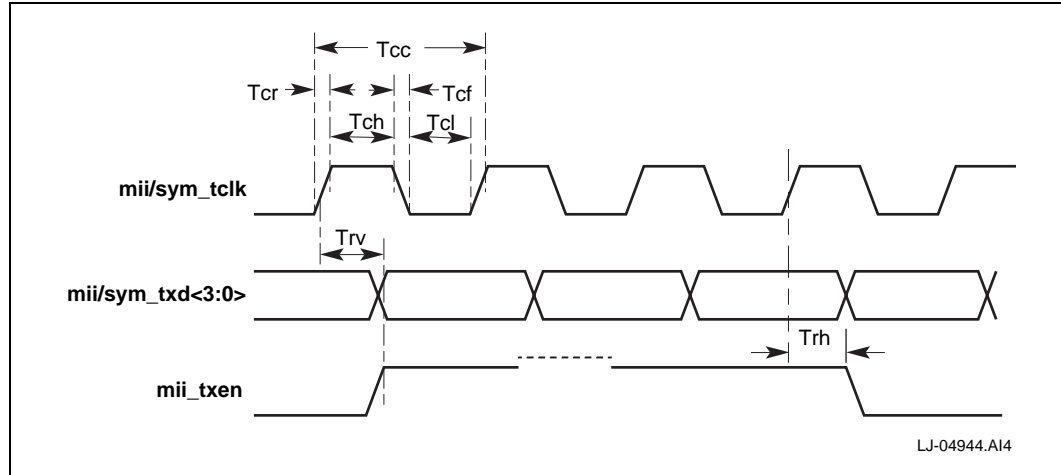 Tcc
Tcr
Tcf
Tch
Tcl
mii/sym_tclk
Trv
mii/sym_txd<3:0>
Trh
mii_txen
LJ-04944.AI4